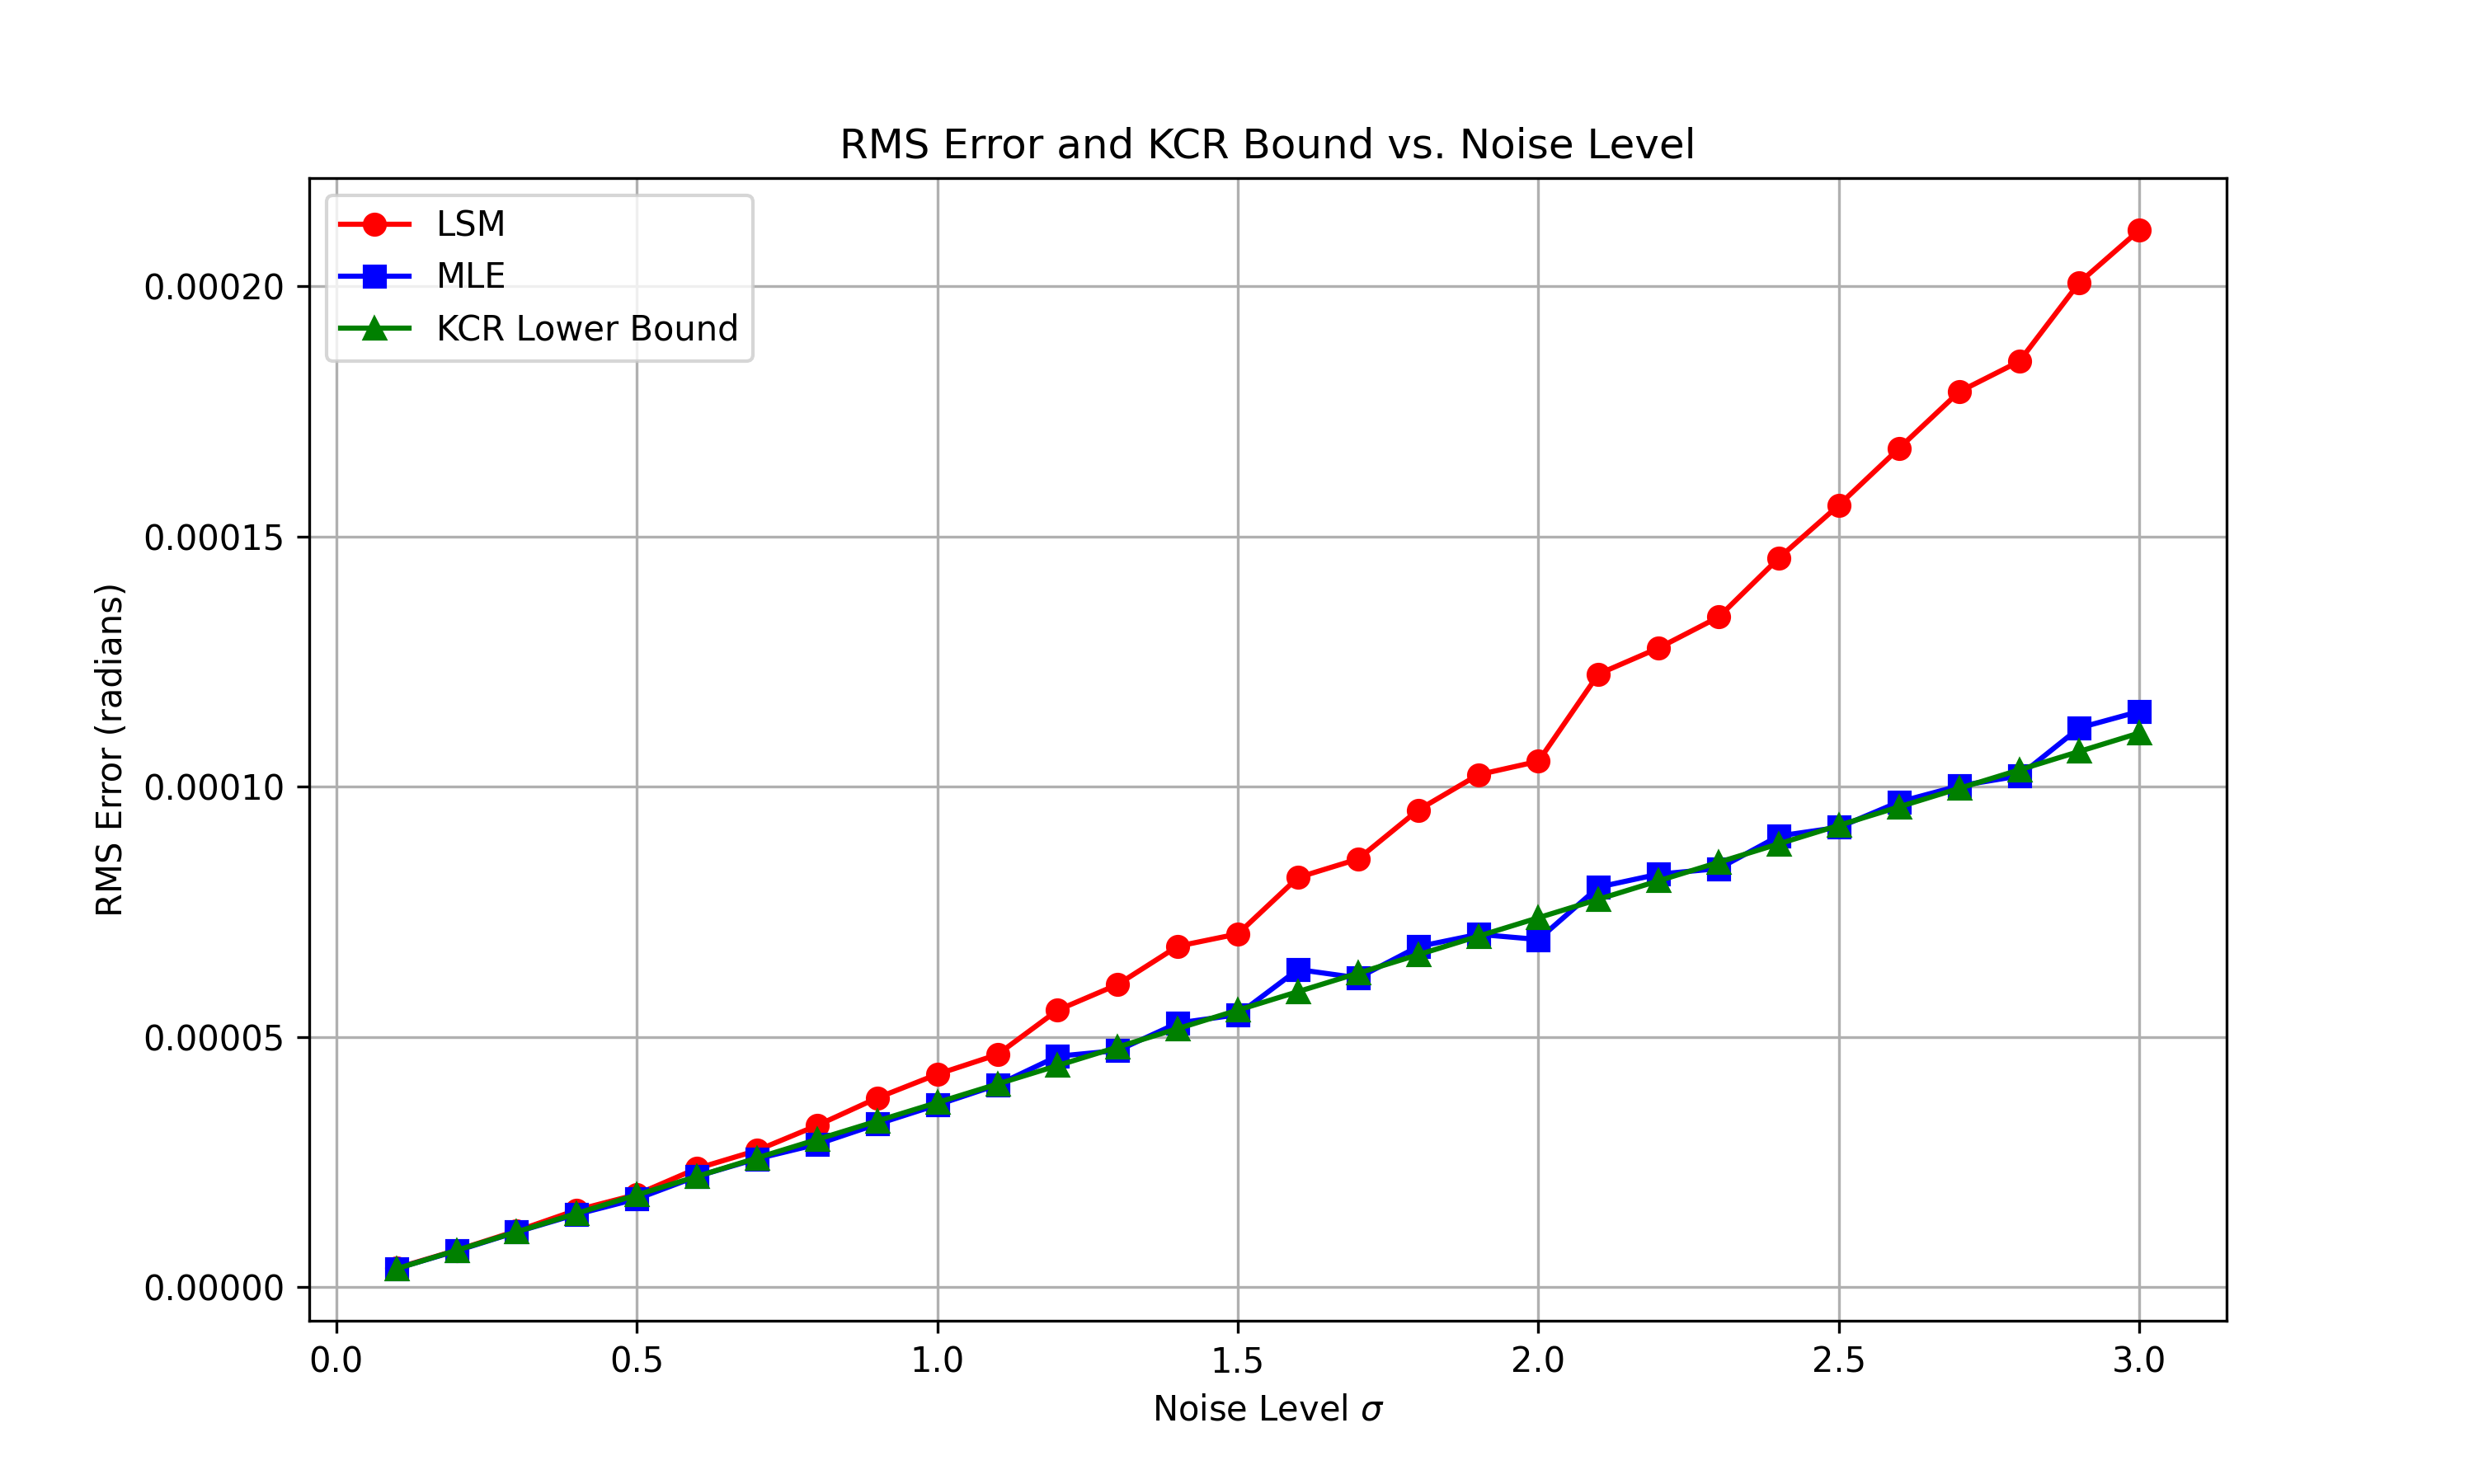 RMS Error and KCR Bound vs. Noise Level
LSM
MLE
KCR Lower Bound
RMS Error (radians)
0.00020
0.00015
0.00010
0.00005
0.00000
0.0 0.5 1.0 1.5 2.0 2.5 3.0
Noise Level σ